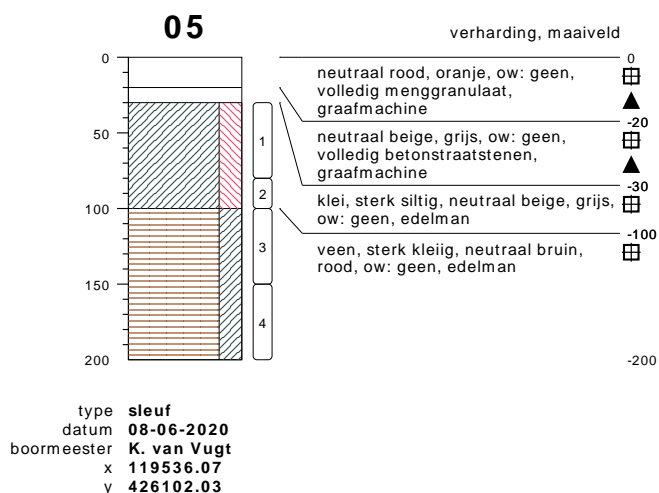 05
verharding, maaiveld
0
0
neutraal rood, oranje, ow: geen,
volledig menggranulaat,
graafmachine
-20
50
1
neutraal beige, grijs, ow: geen,
volledig betonstraatstenen,
graafmachine
-30
2
klei, sterk siltig, neutraal beige, grijs,
ow: geen, edelman
100
-100
3
veen, sterk kleiig, neutraal bruin,
rood, ow: geen, edelman
150
4
200
-200
type sleuf
datum 08-06-2020
boormeester K. van Vugt
x 119536.07
y 426102.03